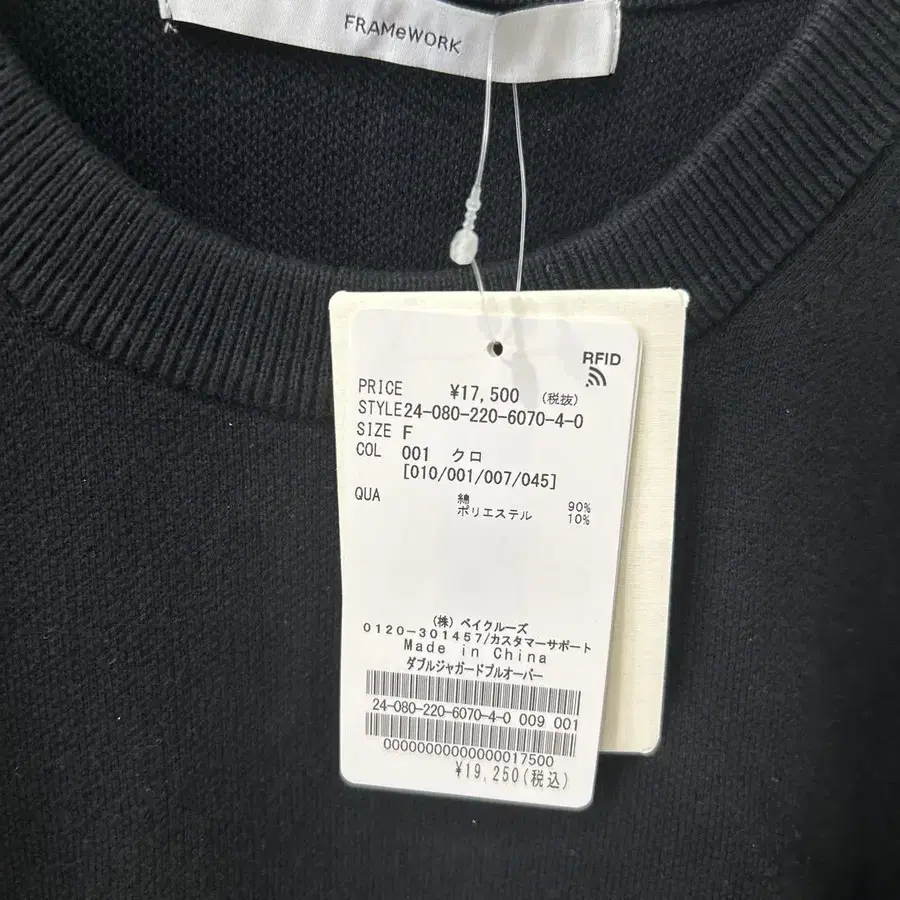 FRAMeWORK
RFID
PRICE ¥17,500 (税抜)
STYLE24-080-220-6070-4-0
SIZE F
COL 001 クロ
[010/001/007/045]
QUA 綿 90%
ポリエステル 10%
(株) ベイクルーズ
0120-301457/カスタマーサポート
Made in China
ダブルジャガードプルオーバー
24-080-220-6070-4-0 009 001
00000000000000017500
¥19,250(税込)